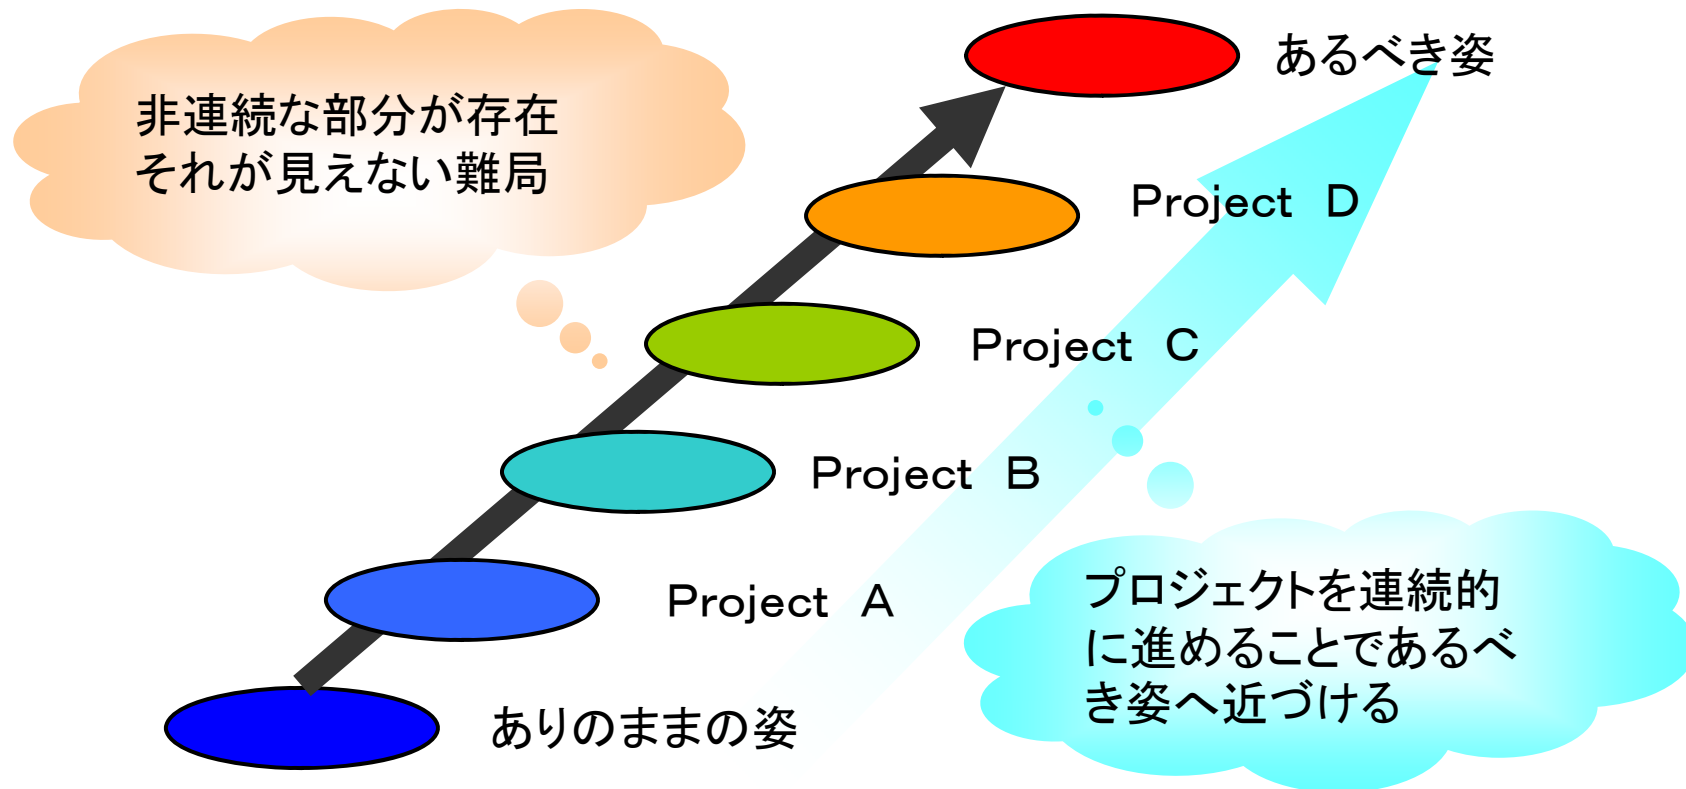 あるべき姿
非連続な部分が存在
それが見えない難局
Project　D
Project　C
Project　B
Project　A
プロジェクトを連続的
に進めることであるべ
き姿へ近づける
ありのままの姿